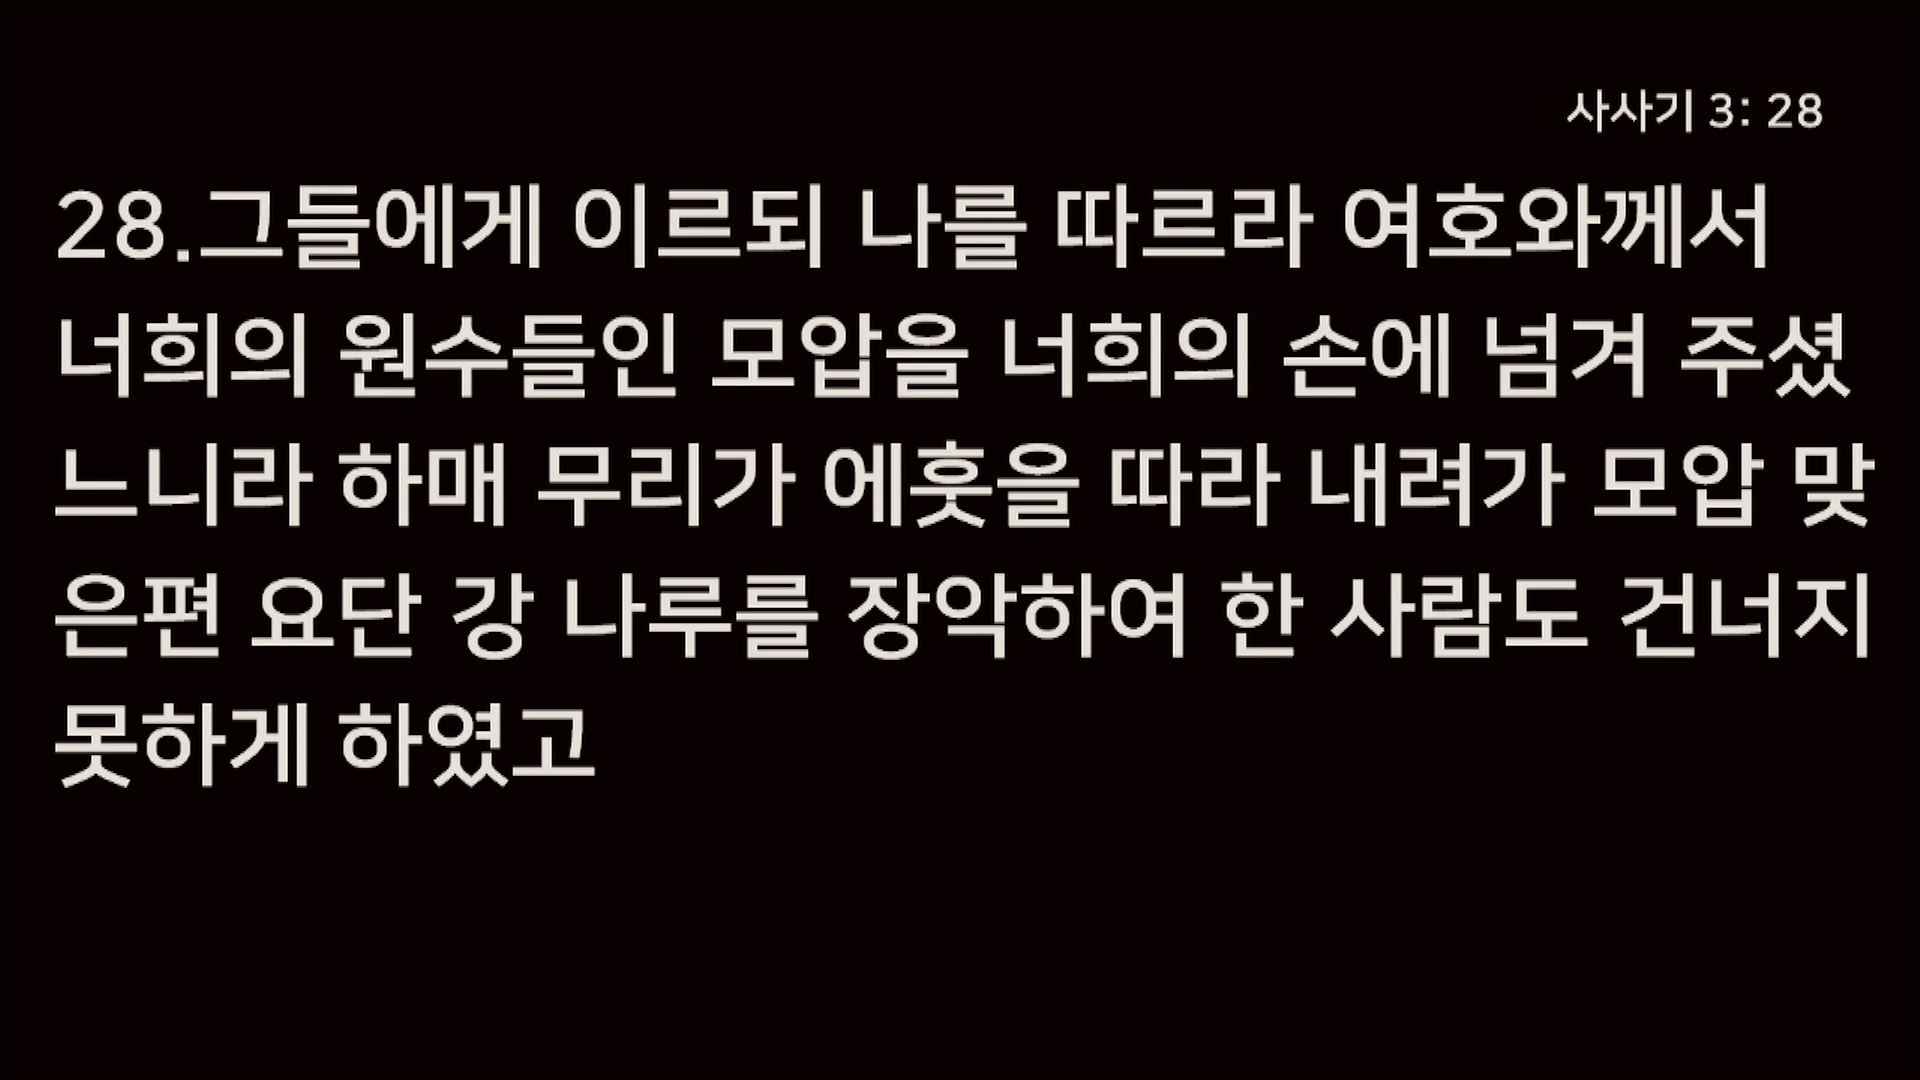 사사기 3: 28
28.그들에게 이르되 나를 따르라 여호와께서
너희의 원수들인 모압을 너희의 손에 넘겨 주셨
느니라 하매 무리가 에훗을 따라 내려가 모압 맞
은편 요단 강 나루를 장악하여 한 사람도 건너지
못하게 하였고